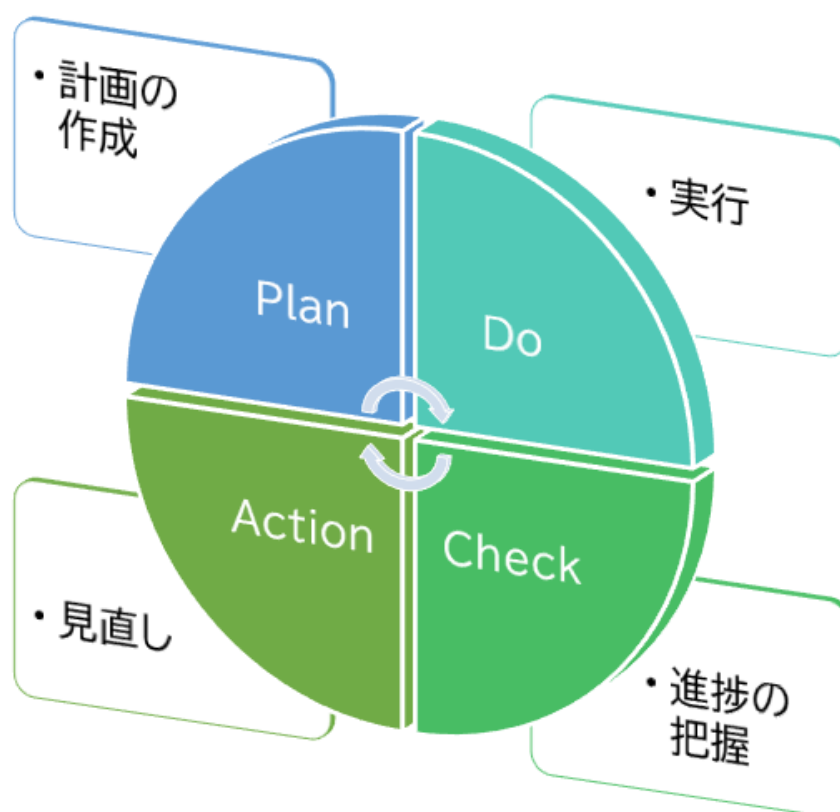 ・計画の
作成
・実行
Plan
Do
Action
Check
・見直し
・進捗の
把握